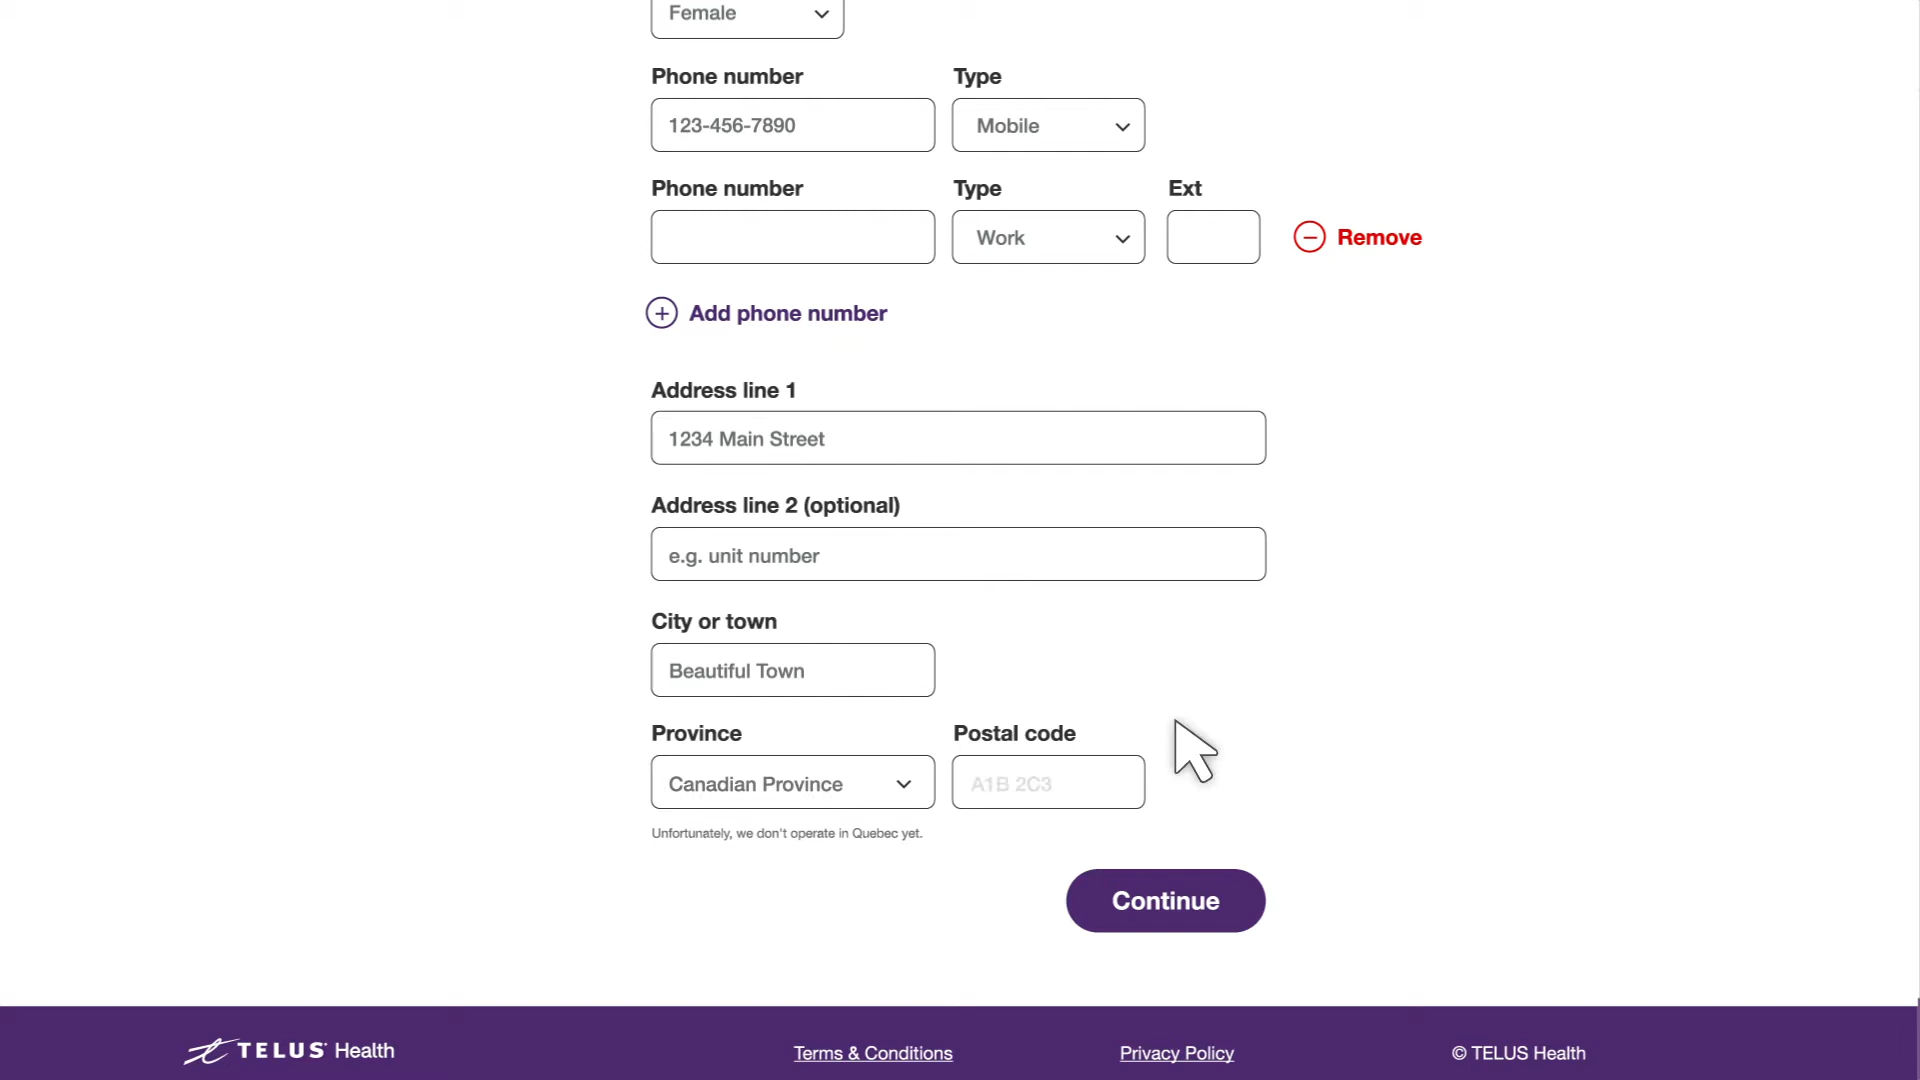 Female
Phone number Type
123-456-7890 Mobile
Phone number Type Ext
Work Remove
Add phone number
Address line 1
1234 Main Street
Address line 2 (optional)
e.g. unit number
City or town
Beautiful Town
Province Postal code
Canadian Province A1B 2C3
Unfortunately, we don't operate in Quebec yet.
Continue
TELUS Health Terms & Conditions Privacy Policy © TELUS Health